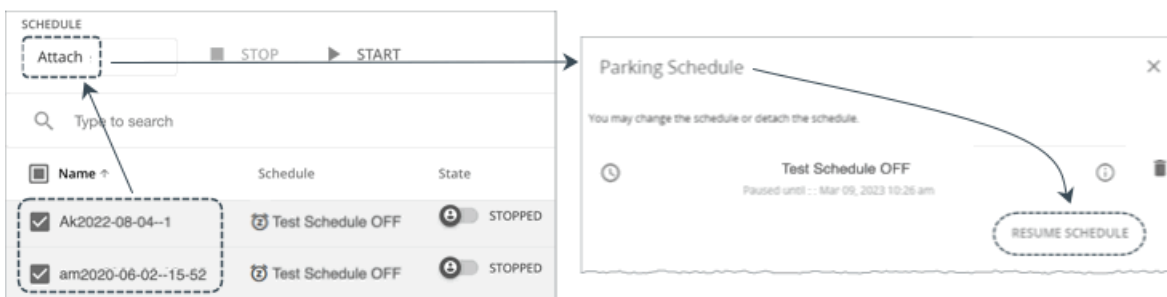 SCHEDULE
Attach
STOP
START
Type to search
Name ↑
Schedule
State
Ak2022-08-04--1
Test Schedule OFF
STOPPED
am2020-06-02--15-52
Test Schedule OFF
STOPPED
Parking Schedule
You may change the schedule or detach the schedule.
Test Schedule OFF
Paused until : : Mar 09, 2023 10:26 am
RESUME SCHEDULE